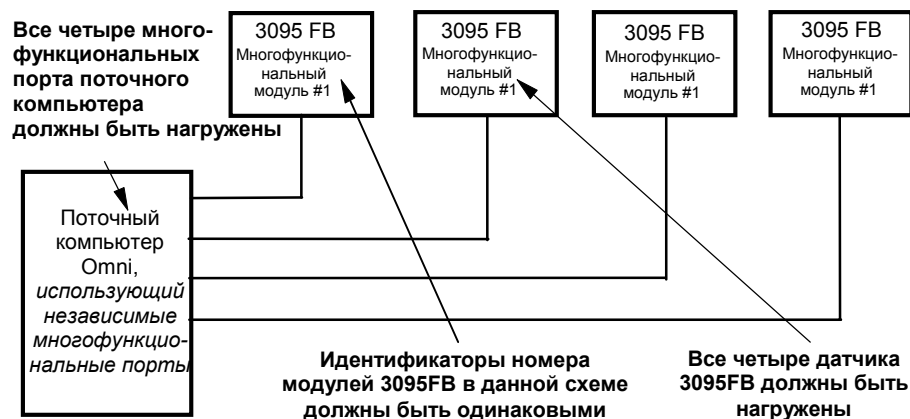 Все четыре много-
функциональных
порта поточного
компьютера
должны быть нагружены
3095 FB
Многофункцио-
нальный
модуль #1
3095 FB
Многофункцио-
нальный
модуль #1
3095 FB
Многофункцио-
нальный
модуль #1
3095 FB
Многофункцио-
нальный
модуль #1
Поточный
компьютер
Omni,
использующий
независимые
многофункцио-
нальные порты
Идентификаторы номера
модулей 3095FB в данной схеме
должны быть одинаковыми
Все четыре датчика
3095FB должны быть
нагружены